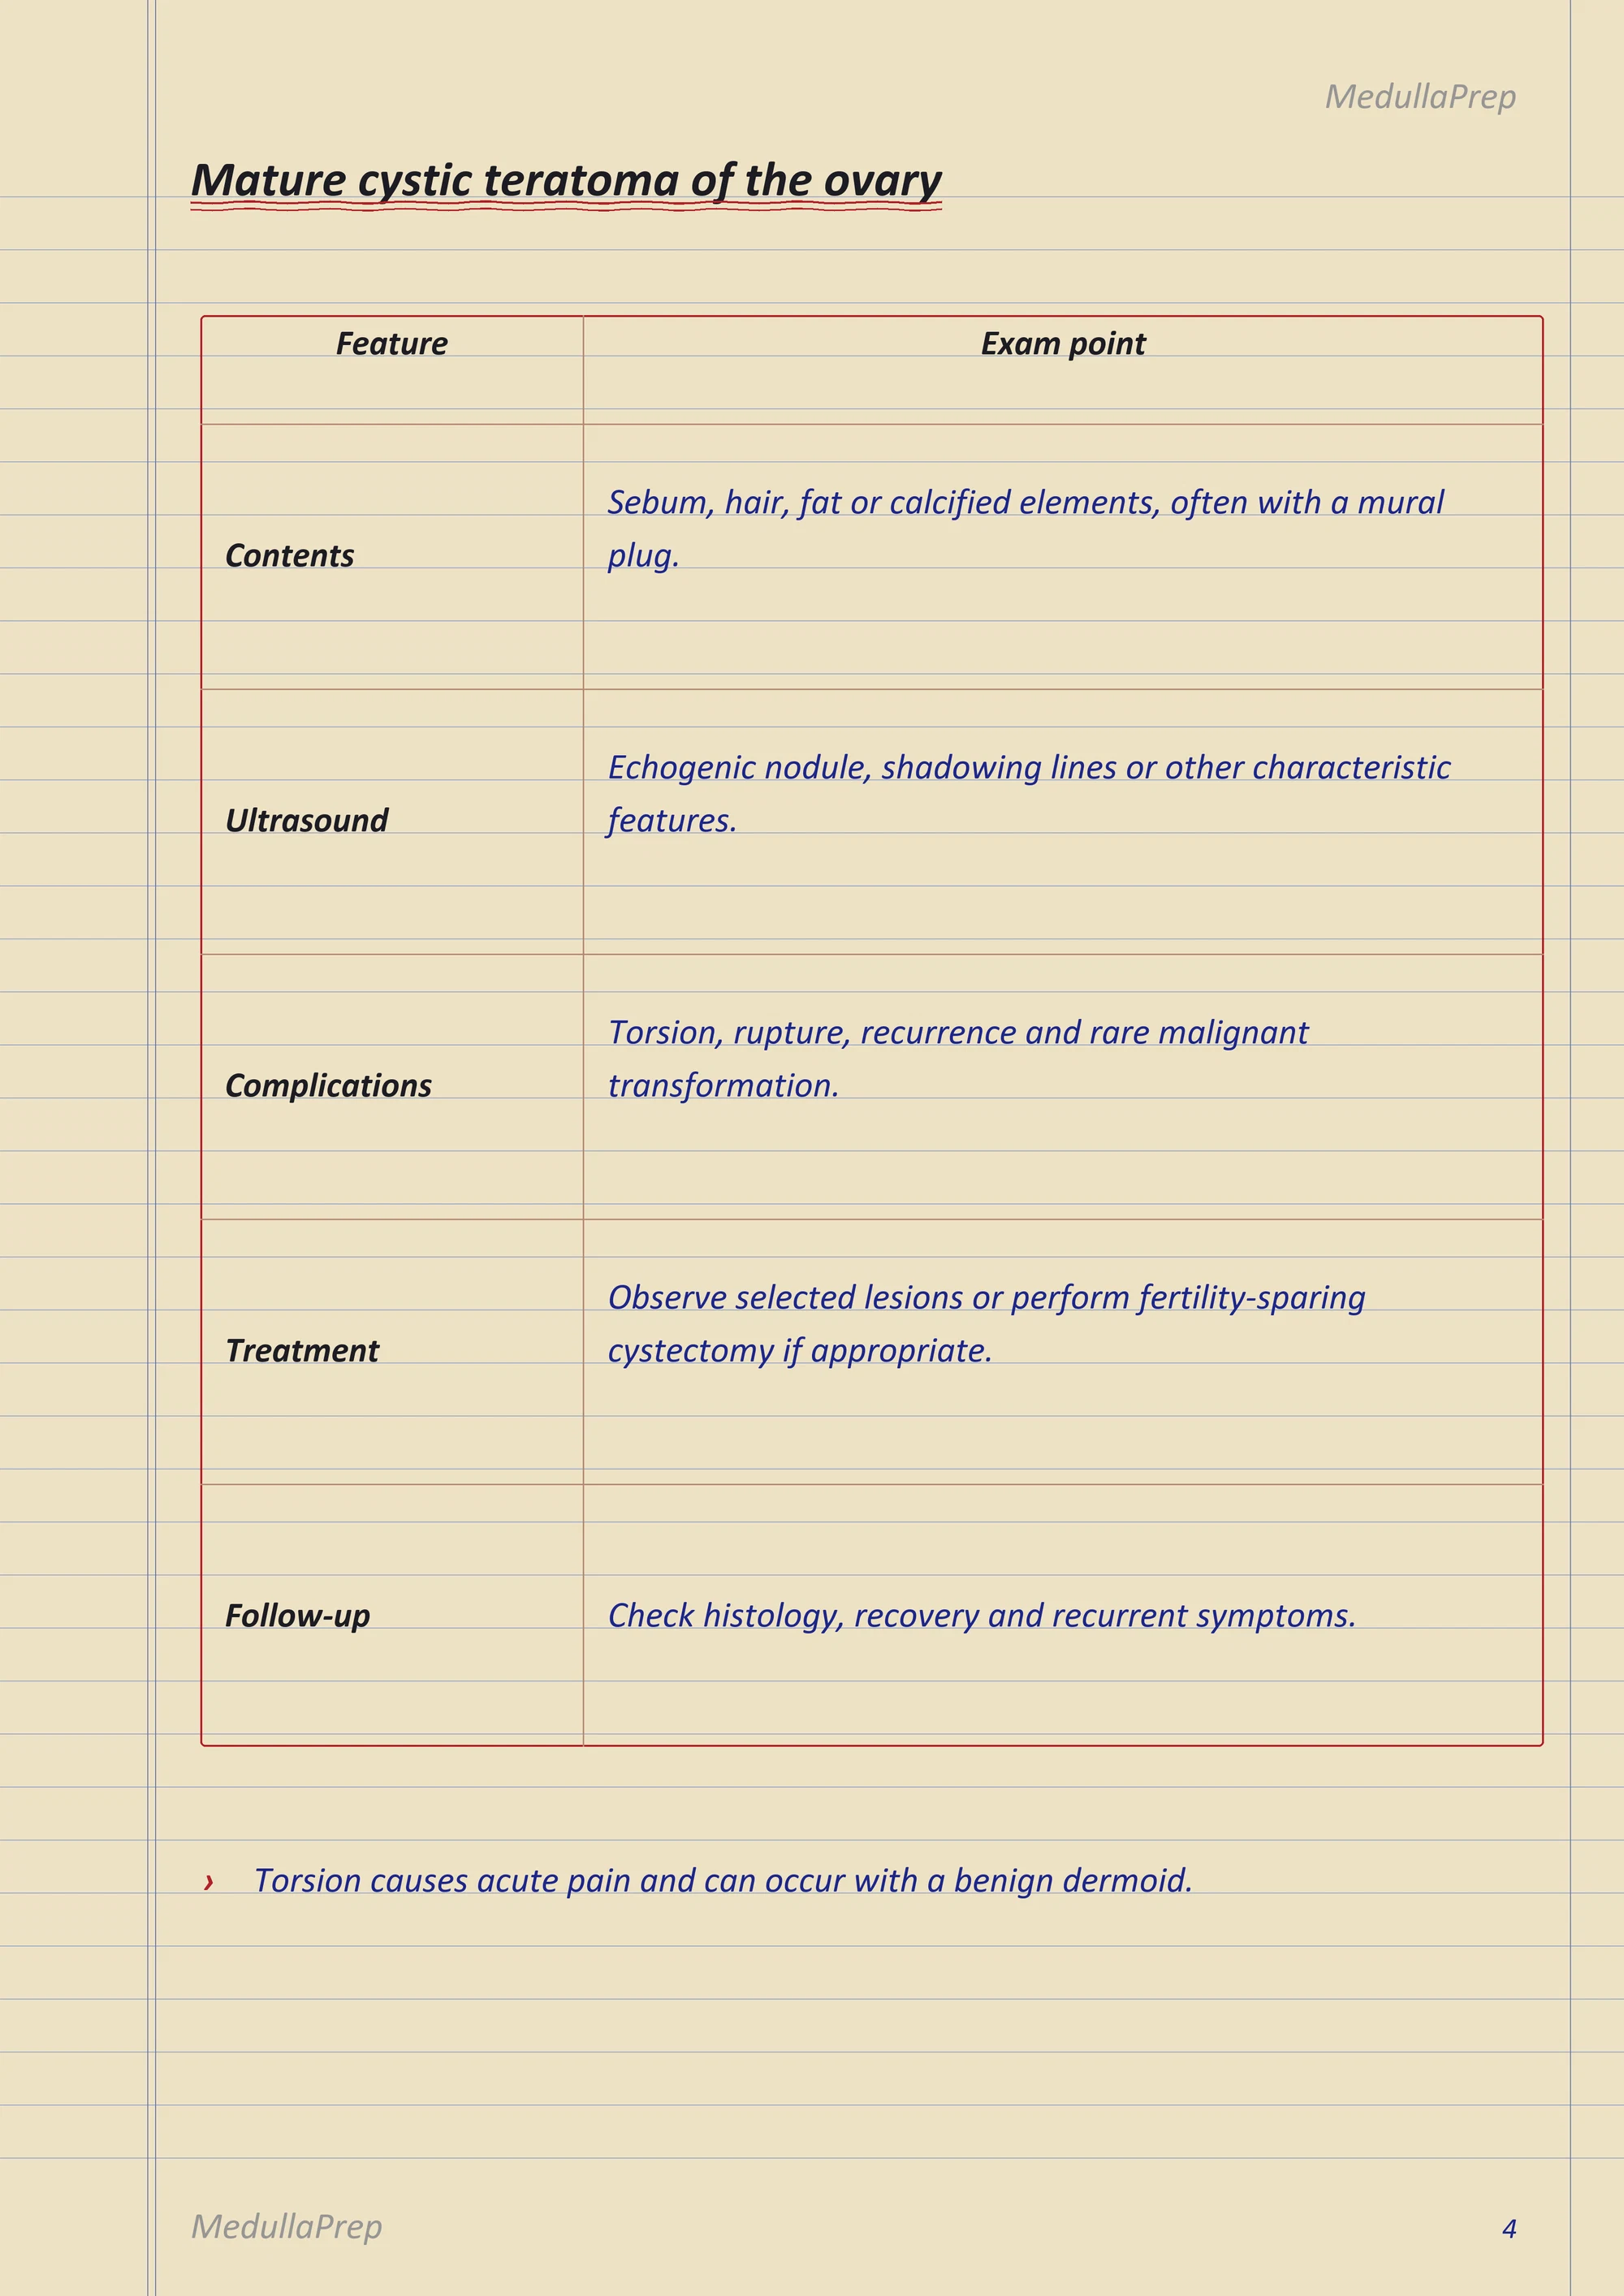 MedullaPrep
Mature cystic teratoma of the ovary
Feature
Exam point
Contents
Sebum, hair, fat or calcified elements, often with a mural
plug.
Ultrasound
Echogenic nodule, shadowing lines or other characteristic
features.
Complications
Torsion, rupture, recurrence and rare malignant
transformation.
Treatment
Observe selected lesions or perform fertility-sparing
cystectomy if appropriate.
Follow-up
Check histology, recovery and recurrent symptoms.
› Torsion causes acute pain and can occur with a benign dermoid.
MedullaPrep
4